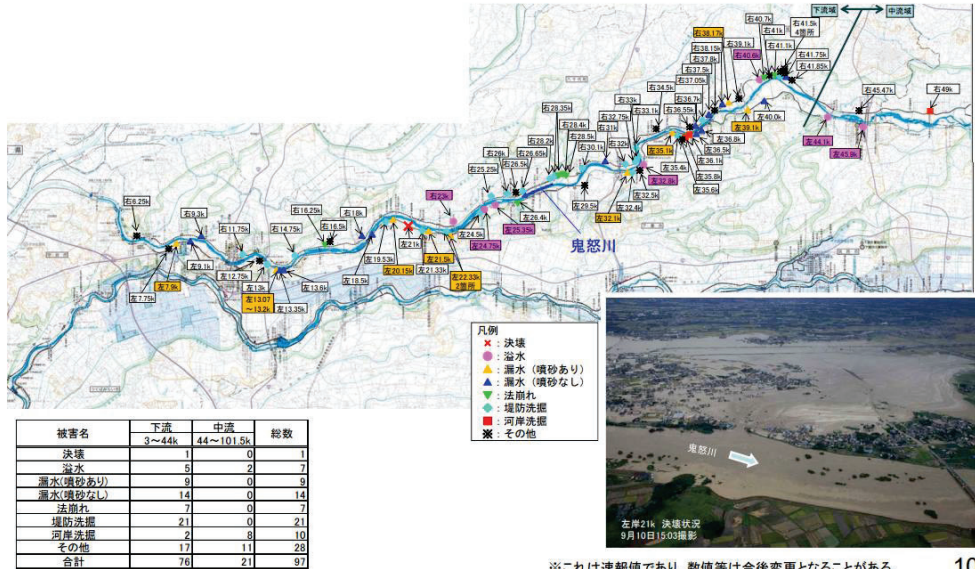 下流域
中流域
右40.7k
右41.5k
4箇所
右41k
右38.17k
右39.1k
右40.6k
右41.1k
右38.15k
右41.75k
右37.8k
右41.85k
右37.5k
右37.05k
右45.47k
右49k
右34.5k
右36.7k
右36.55k
右33k
右33.1k
右28.35k
右32.75k
右28.4k
右31k
右28.2k
右28.5k
右32k
右26k
右26.65k
右30.1k
右25.25k
右26.5k
左40.0k
左39.1k
左44.1k
左45.9k
左36.8k
左36.5k
左36.1k
左35.8k
左35.6k
左35.4k
左35.1k
左32.8k
左32.5k
左32.4k
左32.1k
左29.5k
右23k
左26.4k
左25.35k
左24.75k
左24.5k
鬼怒川
右6.25k
右9.3k
右11.75k
右14.75k
右16.25k
右16.5k
右18k
左21k
左21.5k
左22.33k
2箇所
左21.33k
左20.15k
左19.53k
左18.5k
左13.6k
左13.35k
左13.07
～13.2k
左13k
左12.75k
左9.1k
左7.9k
左7.75k
凡例
×：決壊
●：溢水
▲：漏水（噴砂あり）
▲：漏水（噴砂なし）
▼：法崩れ
◆：堤防洗掘
■：河岸洗掘
：その他
被害名 下流 中流 総数
3～44k 44～101.5k
決壊 1 0 1
溢水 5 2 7
漏水(噴砂あり) 9 0 9
漏水(噴砂なし) 14 0 14
法崩れ 7 0 7
堤防洗掘 21 0 21
河岸洗掘 2 8 10
その他 17 11 28
合計 76 21 97
鬼怒川
左岸21k 決壊状況
9月10日15:03撮影
※これは速報値であり、数値等は今後変更となることがある。
10